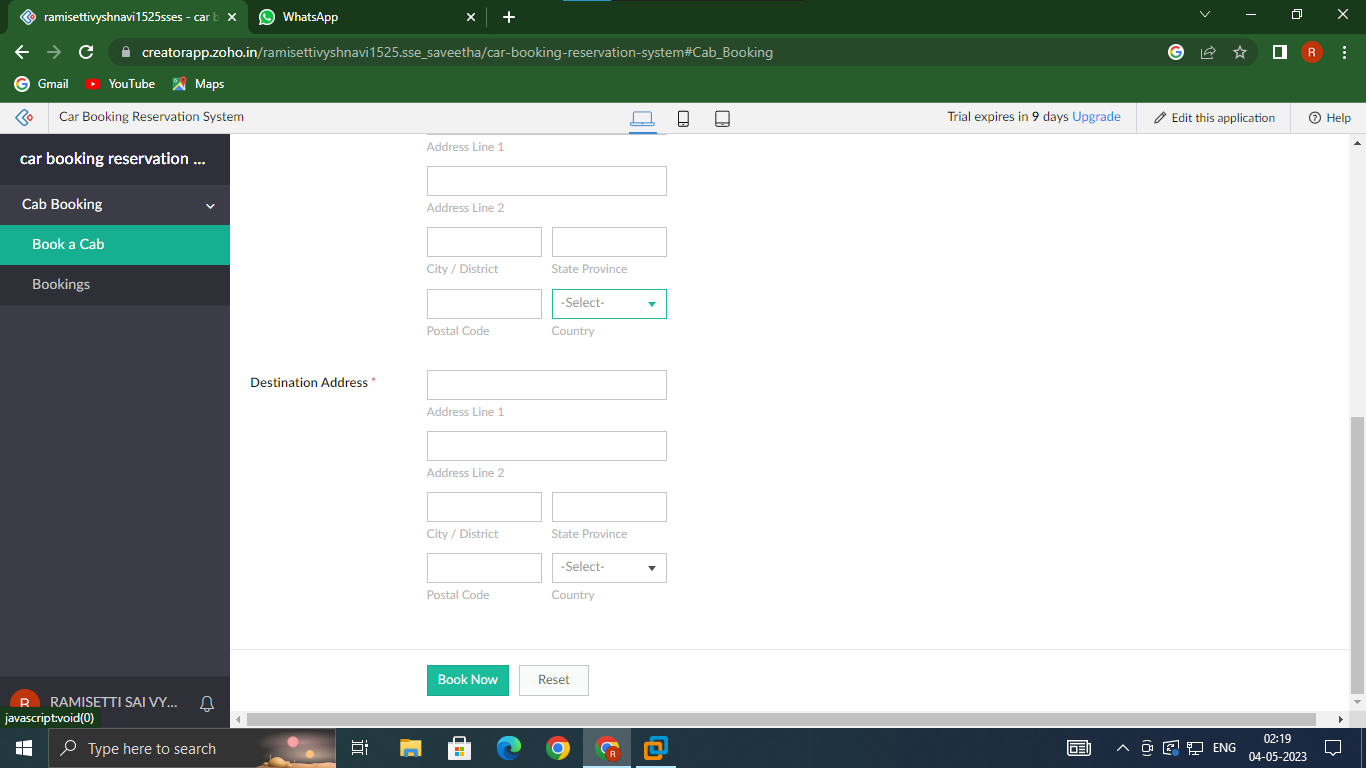 ramisettivyshnavi1525sses - car b
WhatsApp
creatorapp.zoho.in/ramisettivyshnavi1525.sse_saveetha/car-booking-reservation-system#Cab_Booking
R
Gmail
YouTube
Maps
Car Booking Reservation System
Trial expires in 9 days Upgrade
Edit this application
Help
car booking reservation ...
Cab Booking
Book a Cab
Bookings
Address Line 1
Address Line 2
City / District
State Province
-Select-
Postal Code
Country
Destination Address *
Address Line 1
Address Line 2
City / District
State Province
-Select-
Postal Code
Country
Book Now
Reset
R
RAMISETTI SAI VY...
javascript:void(0)
Type here to search
R
ENG
02:19
04-05-2023